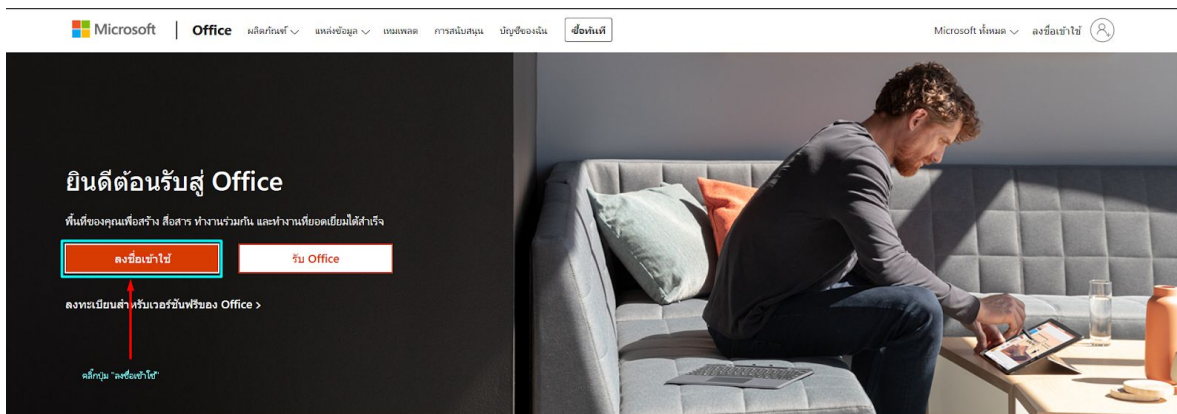 Microsoft | Office ผลิตภัณฑ์ แหล่งข้อมูล เทมเพลต การสนับสนุน บัญชีของฉัน ซื้อทันที Microsoft ทั้งหมด ลงชื่อเข้าใช้
ยินดีต้อนรับสู่ Office
พื้นที่ของคุณเพื่อสร้าง สื่อสาร ทำงานร่วมกัน และทำงานที่ยอดเยี่ยมได้สำเร็จ
ลงชื่อเข้าใช้ รับ Office
ลงทะเบียนสำหรับเวอร์ชันฟรีของ Office >
คลิ๊กปุ่ม "ลงชื่อเข้าใช้"